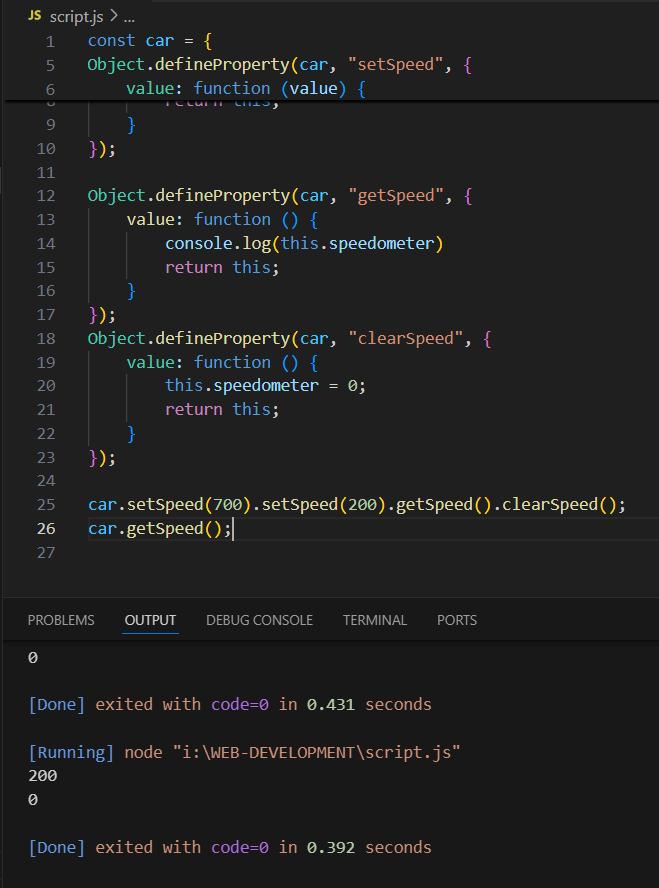 JS script.js > ...
1 const car = {
5 Object.defineProperty(car, "setSpeed", {
6 value: function (value) {
8 return this;
9 }
10 });
11
12 Object.defineProperty(car, "getSpeed", {
13 value: function () {
14 console.log(this.speedometer)
15 return this;
16 }
17 });
18 Object.defineProperty(car, "clearSpeed", {
19 value: function () {
20 this.speedometer = 0;
21 return this;
22 }
23 });
24
25 car.setSpeed(700).setSpeed(200).getSpeed().clearSpeed();
26 car.getSpeed();
27
PROBLEMS OUTPUT DEBUG CONSOLE TERMINAL PORTS
0
[Done] exited with code=0 in 0.431 seconds
[Running] node "i:\WEB-DEVELOPMENT\script.js"
200
0
[Done] exited with code=0 in 0.392 seconds